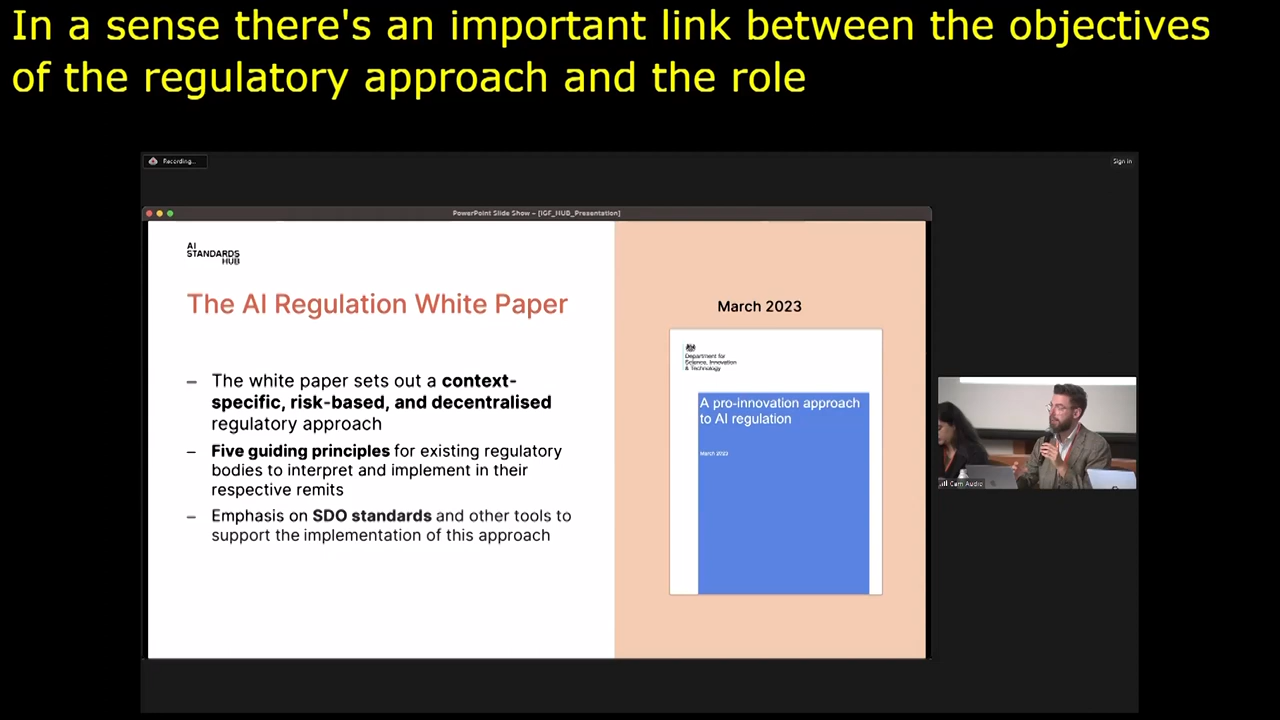 In a sense there's an important link between the objectives
of the regulatory approach and the role
Recording...
Sign in
PowerPoint Slide Show – [IGF_HUB_Presentation]
AI
STANDARDS
HUB
The AI Regulation White Paper
– The white paper sets out a context-
specific, risk-based, and decentralised
regulatory approach
– Five guiding principles for existing regulatory
bodies to interpret and implement in their
respective remits
– Emphasis on SDO standards and other tools to
support the implementation of this approach
March 2023
Department for
Science, Innovation
& Technology
A pro-innovation approach
to AI regulation
March 2023
Cam Audio